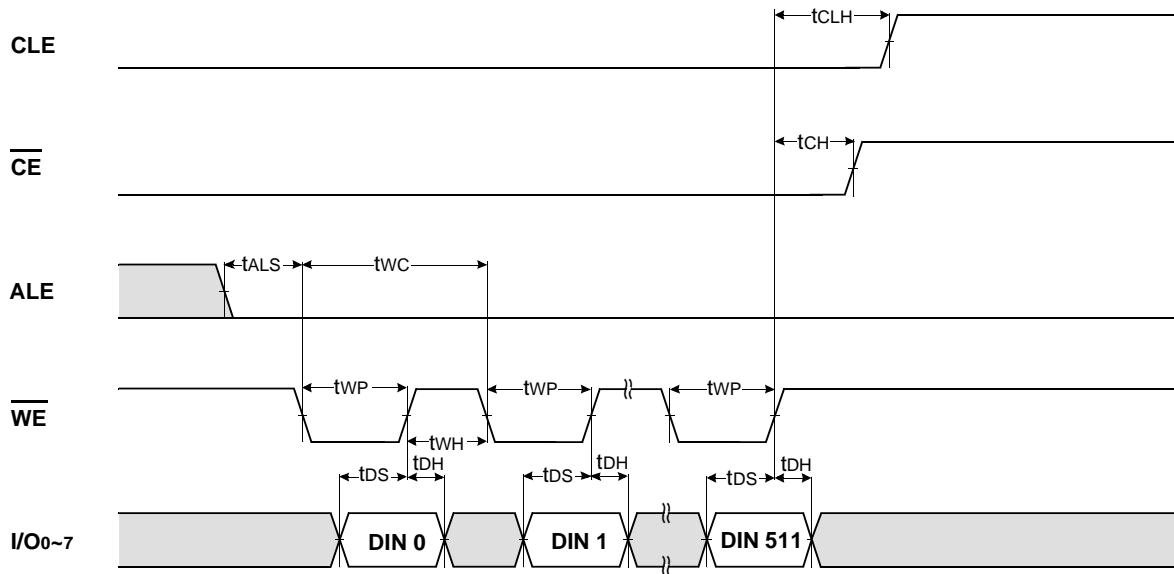 tCLH
CLE
tCH
CE
tALS
tWC
ALE
tWP
tWP
tWP
WE
tWH
tDS
tDH
tDS
tDH
tDS
tDH
I/O0~7
DIN 0
DIN 1
DIN 511